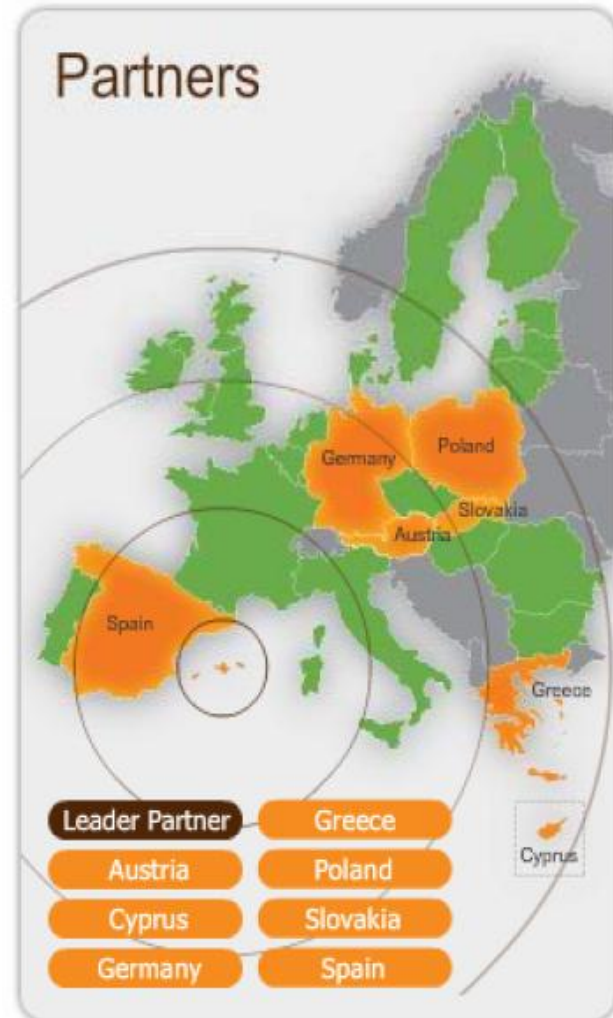 Partners
Germany
Poland
Slovakia
Austria
Spain
Greece
Cyprus
Leader Partner
Greece
Austria
Poland
Cyprus
Slovakia
Germany
Spain